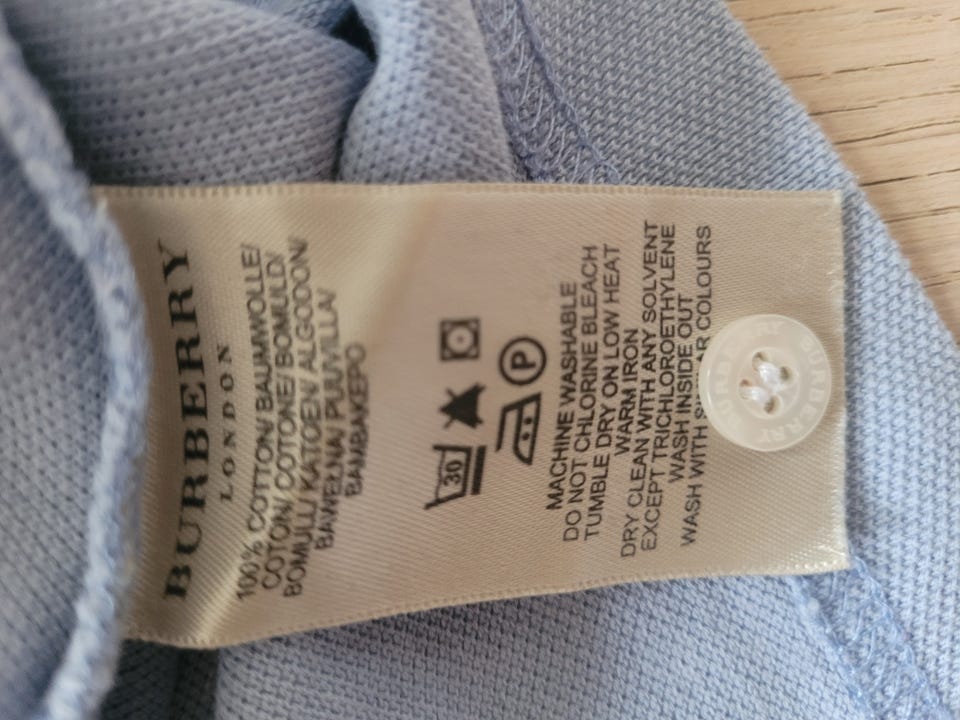 BURBERRY
LONDON
100% COTTON/ BAUMWOLLE/
COTON/ COTONE/ BOMULD/
BOMULL/ KATOEN/ ALGODON/
BAWEŁNA/ PUUVILLA/
ΒΑΜΒΑΚΕΡΟ
30
P
MACHINE WASHABLE
DO NOT CHLORINE BLEACH
TUMBLE DRY ON LOW HEAT
WARM IRON
DRY CLEAN WITH ANY SOLVENT
EXCEPT TRICHLOROETHYLENE
WASH INSIDE OUT
WASH WITH COLOURS
BURBERRY